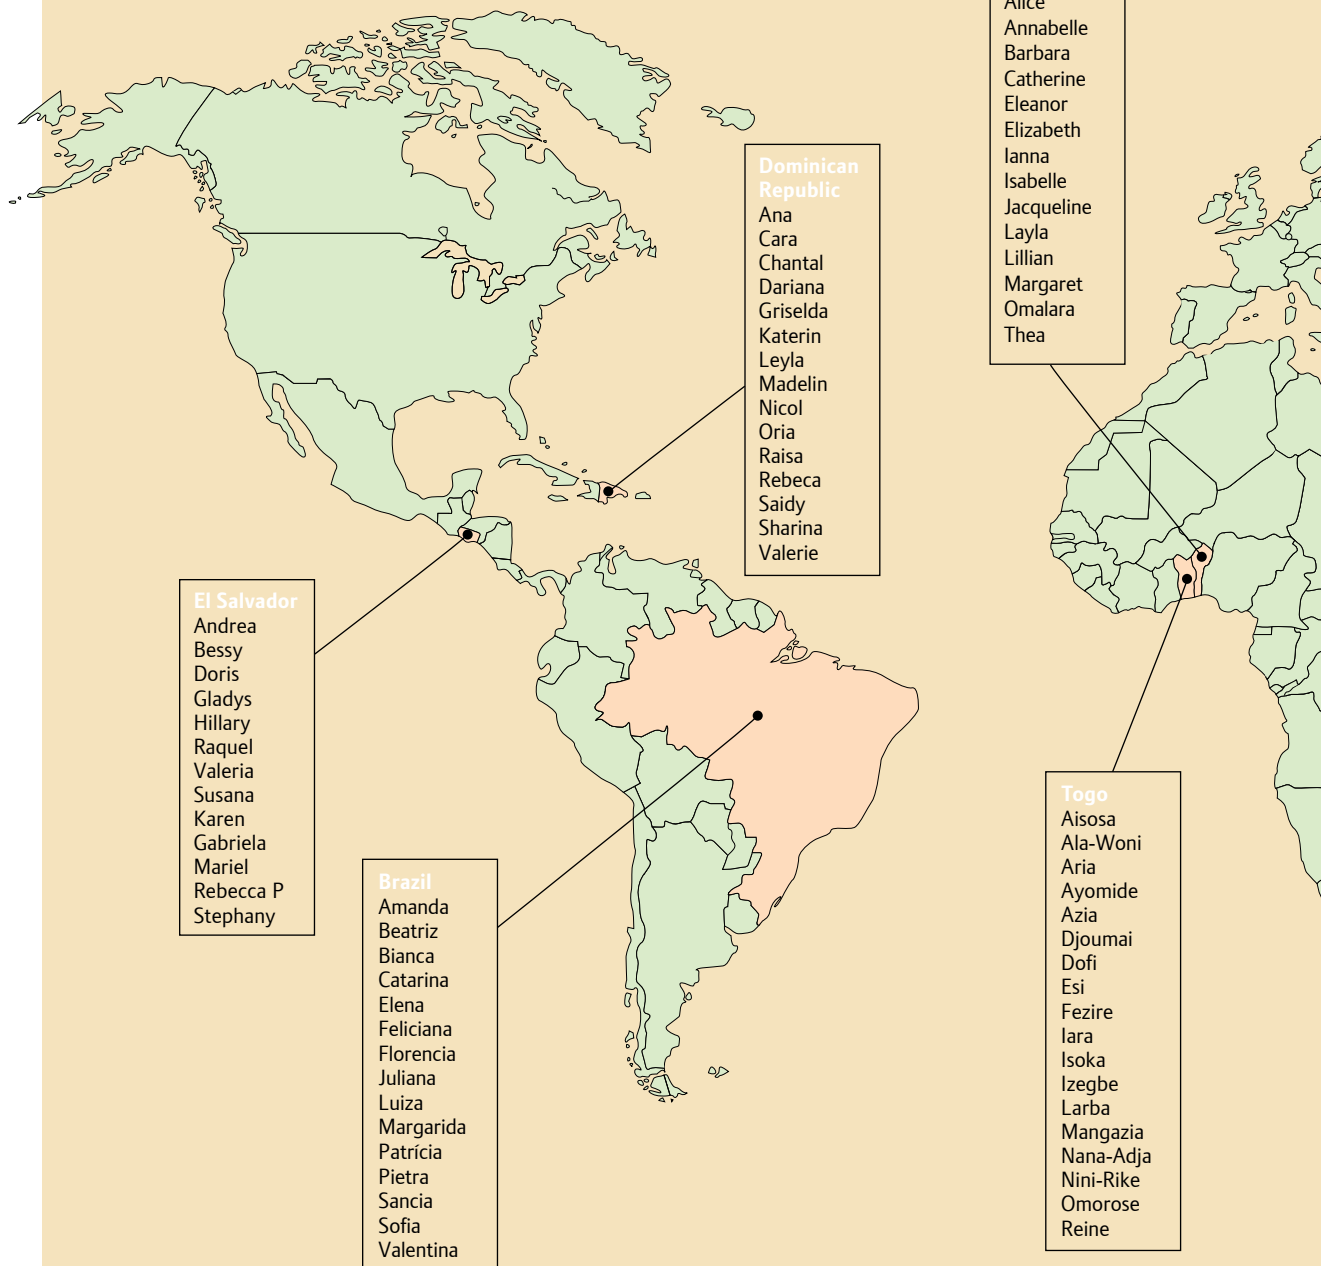 Alice
Annabelle
Barbara
Catherine
Eleanor
Elizabeth
Ianna
Isabelle
Jacqueline
Layla
Lillian
Margaret
Omalara
Thea
Dominican
Republic
Ana
Cara
Chantal
Dariana
Griselda
Katerin
Leyla
Madelin
Nicol
Oria
Raisa
Rebeca
Saidy
Sharina
Valerie
El Salvador
Andrea
Bessy
Doris
Gladys
Hillary
Raquel
Valeria
Susana
Karen
Gabriela
Mariel
Rebecca P
Stephany
Brazil
Amanda
Beatriz
Bianca
Catarina
Elena
Feliciana
Florencia
Juliana
Luiza
Margarida
Patrícia
Pietra
Sancia
Sofia
Valentina
Togo
Aisosa
Ala-Woni
Aria
Ayomide
Azia
Djoumai
Dofi
Esi
Fezire
Iara
Isoka
Izegbe
Larba
Mangazia
Nana-Adja
Nini-Rike
Omorose
Reine